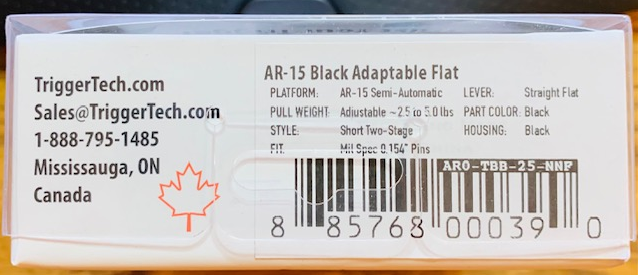 TriggerTech.com
Sales@TriggerTech.com
1-888-795-1485
Mississauga, ON
Canada
AR-15 Black Adaptable Flat
PLATFORM: AR-15 Semi-Automatic LEVER: Straight Flat
PULL WEIGHT: Adjustable ~2.5 to 5.0 lbs PART COLOR: Black
STYLE: Short Two-Stage HOUSING: Black
FIT: Mil Spec 0.154" Pins
AR0-TBB-25-NNF
8 85768 00039 0